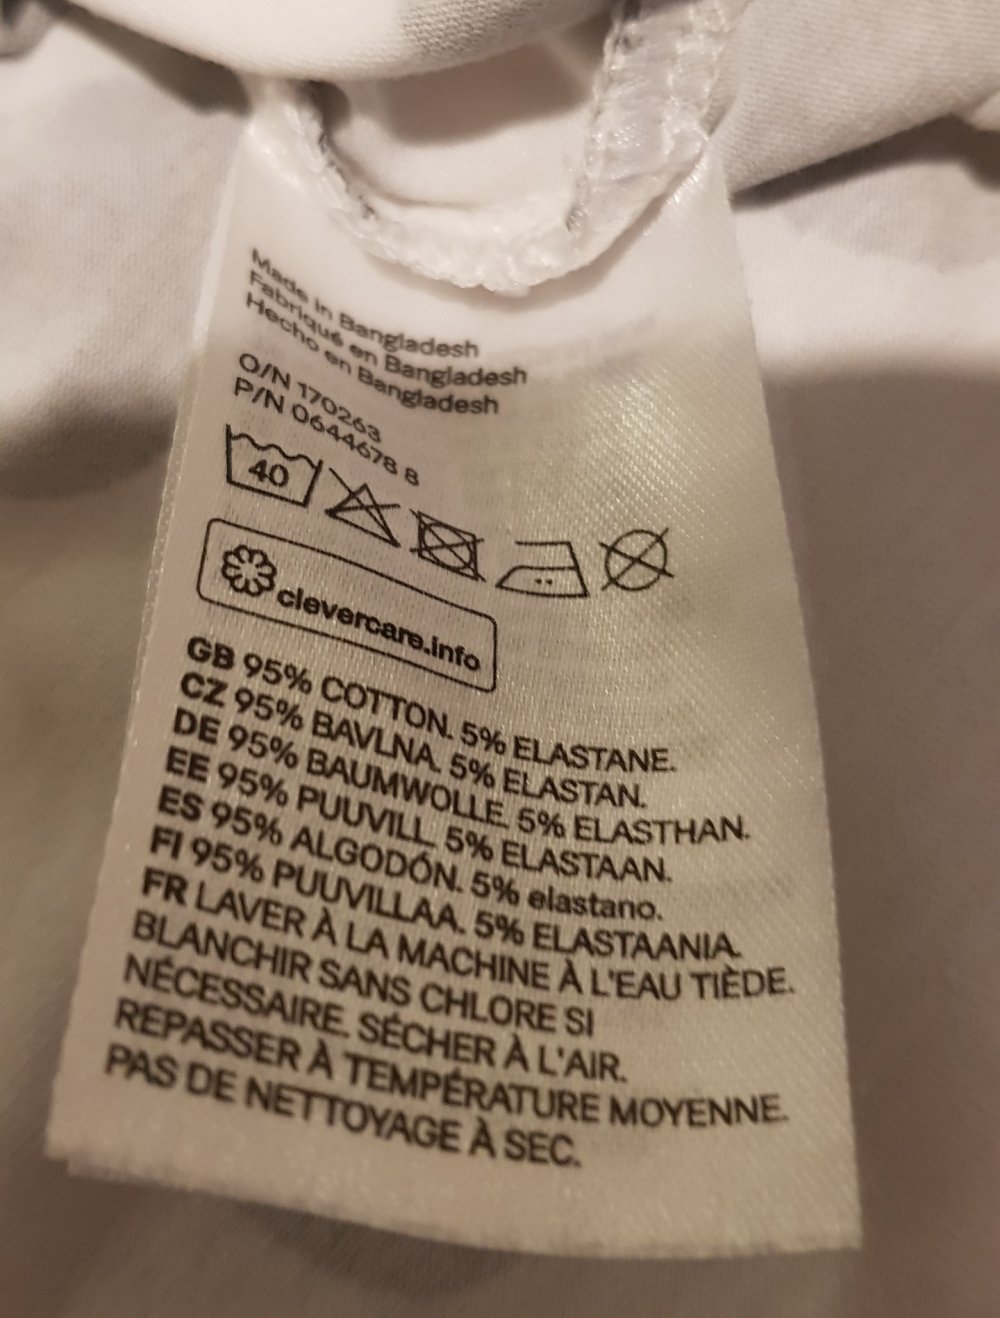 Made in Bangladesh
Fabriqué en Bangladesh
Hecho en Bangladesh
O/N 170263
P/N 0644678 8
40
clevercare.info
GB 95% COTTON. 5% ELASTANE.
CZ 95% BAVLNA. 5% ELASTAN.
DE 95% BAUMWOLLE. 5% ELASTHAN.
EE 95% PUUVILL. 5% ELASTAAN.
ES 95% ALGODÓN. 5% elastano.
FI 95% PUUVILLAA. 5% ELASTAANIA.
FR LAVER À LA MACHINE À L'EAU TIÈDE.
BLANCHIR SANS CHLORE SI
NÉCESSAIRE. SÉCHER À L'AIR.
REPASSER À TEMPÉRATURE MOYENNE.
PAS DE NETTOYAGE À SEC.